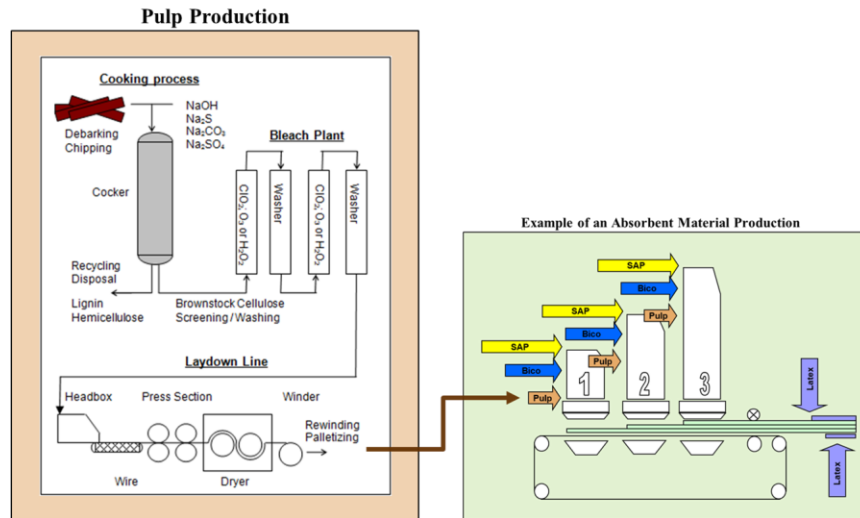 Pulp Production
Cooking process
NaOH
Na₂S
Na₂CO₃
Na₂SO₄
Debarking
Chipping
Bleach Plant
Cocker
ClO₂; O₃ or H₂O₂
Washer
ClO₂; O₃ or H₂O₂
Washer
Recycling
Disposal
Lignin
Hemicellulose
Brownstock Cellulose
Screening / Washing
Laydown Line
Headbox
Press Section
Winder
Rewinding
Palletizing
Wire
Dryer
Example of an Absorbent Material Production
SAP
Bico
Pulp
SAP
Bico
Pulp
SAP
Bico
Pulp
1
2
3
Latex
Latex